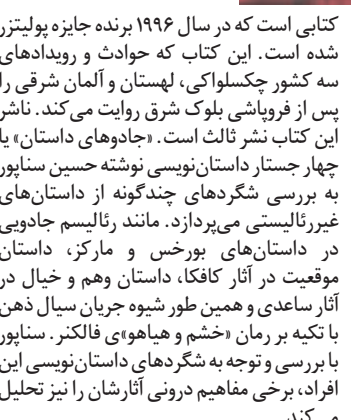 کتابی است که در سال ۱۹۹۶ برنده جایزه پولیتزر
شده است. این کتاب که حوادث و رویدادهای
سه کشور چکسلواکی، لهستان و آلمان شرقی را
پس از فروپاشی بلوک شرق روایت می‌کند. ناشر
این کتاب نشر ثالث است. «جادوهای داستان» یا
چهار جستار داستان‌نویسی نوشته حسین سناپور
به بررسی شگردهای چندگونه از داستان‌های
غیررئالیستی می‌پردازد. مانند رئالیسم جادویی
در داستان‌های بورخس و مارکز، داستان
موقعیت در آثار کافکا، داستان وهم و خیال در
آثار ساعدی و همین طور شیوه جریان سیال ذهن
با تکیه بر رمان «خشم و هیاهو»ی فالکنر. سناپور
با بررسی و توجه به شگردهای داستان‌نویسی این
افراد، برخی مفاهیم درونی آثارشان را نیز تحلیل
می‌کند.